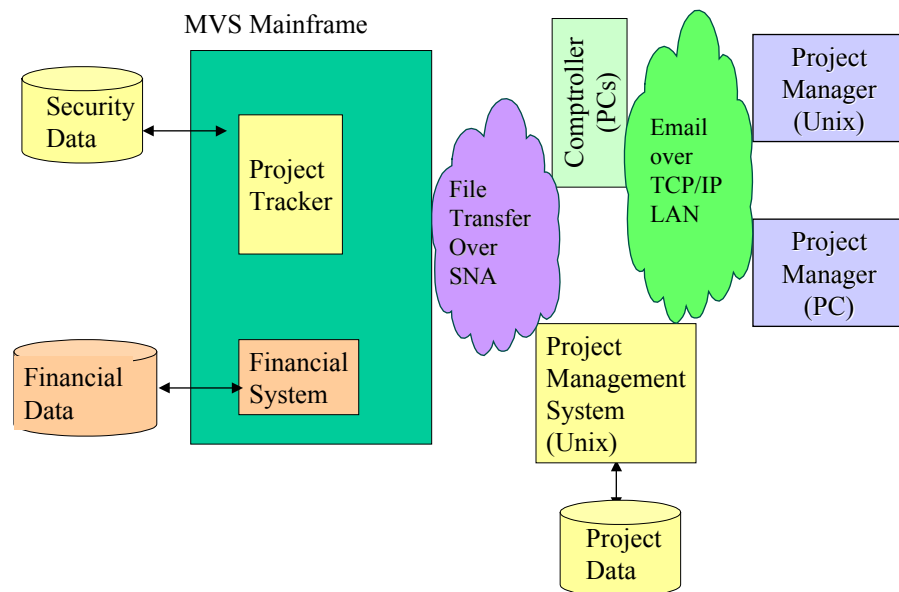 MVS Mainframe
Security
Data
Project
Tracker
Financial
Data
Financial
System
File
Transfer
Over
SNA
Comptroller
(PCs)
Email
over
TCP/IP
LAN
Project
Manager
(Unix)
Project
Manager
(PC)
Project
Management
System
(Unix)
Project
Data